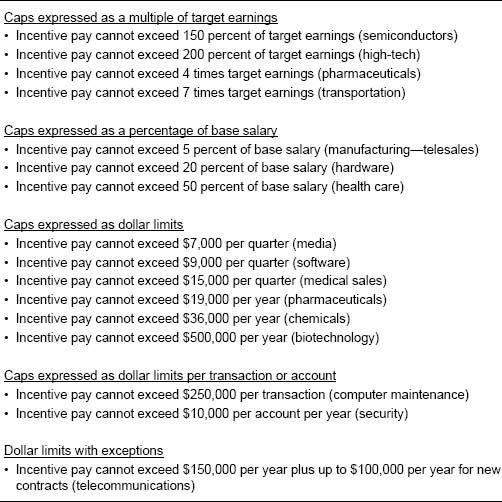 Caps expressed as a multiple of target earnings
• Incentive pay cannot exceed 150 percent of target earnings (semiconductors)
• Incentive pay cannot exceed 200 percent of target earnings (high-tech)
• Incentive pay cannot exceed 4 times target earnings (pharmaceuticals)
• Incentive pay cannot exceed 7 times target earnings (transportation)
Caps expressed as a percentage of base salary
• Incentive pay cannot exceed 5 percent of base salary (manufacturing—telesales)
• Incentive pay cannot exceed 20 percent of base salary (hardware)
• Incentive pay cannot exceed 50 percent of base salary (health care)
Caps expressed as dollar limits
• Incentive pay cannot exceed $7,000 per quarter (media)
• Incentive pay cannot exceed $9,000 per quarter (software)
• Incentive pay cannot exceed $15,000 per quarter (medical sales)
• Incentive pay cannot exceed $19,000 per year (pharmaceuticals)
• Incentive pay cannot exceed $36,000 per year (chemicals)
• Incentive pay cannot exceed $500,000 per year (biotechnology)
Caps expressed as dollar limits per transaction or account
• Incentive pay cannot exceed $250,000 per transaction (computer maintenance)
• Incentive pay cannot exceed $10,000 per account per year (security)
Dollar limits with exceptions
• Incentive pay cannot exceed $150,000 per year plus up to $100,000 per year for new
contracts (telecommunications)